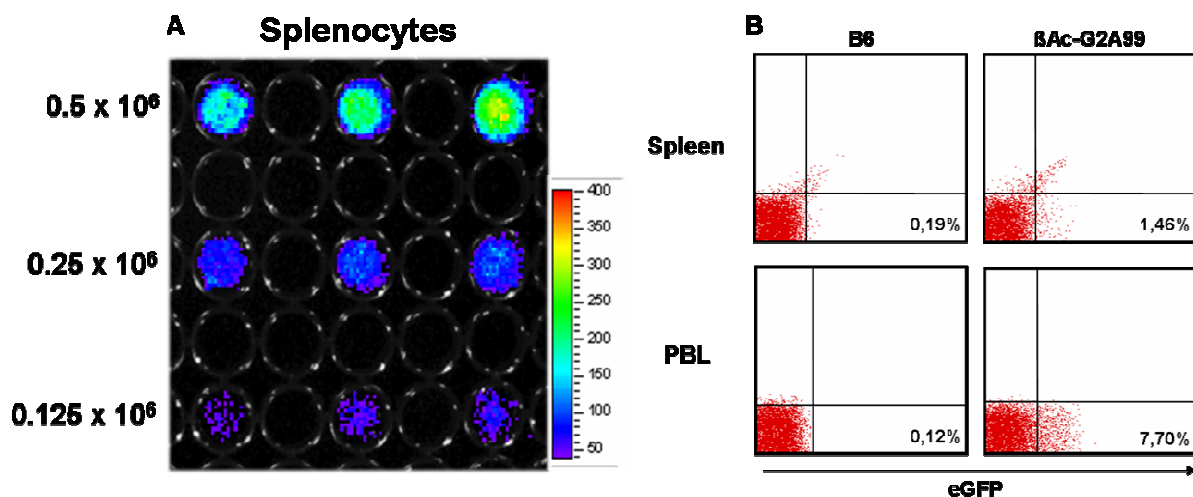 A
Splenocytes
0.5 x 10⁶
0.25 x 10⁶
0.125 x 10⁶
400
350
300
250
200
150
100
50
B
B6
ßAc-G2A99
Spleen
0,19%
1,46%
PBL
0,12%
7,70%
eGFP